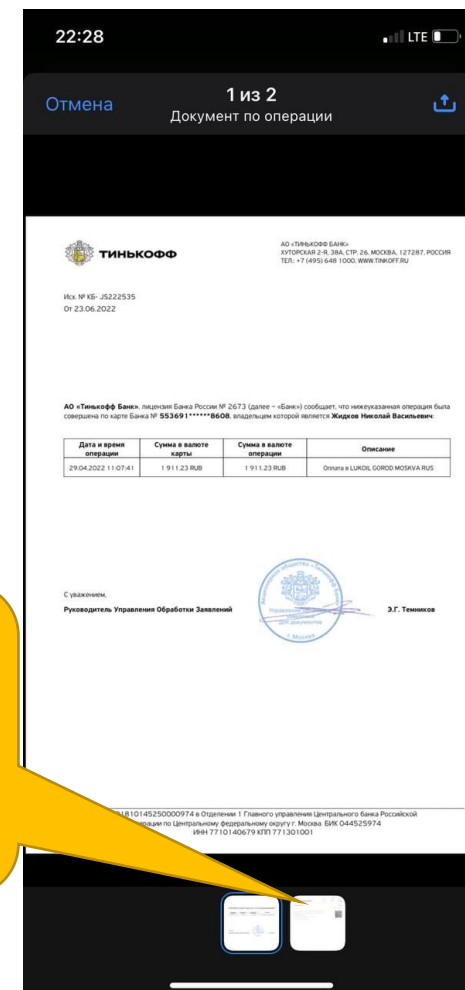 22:28
LTE
Отмена
1 из 2
Документ по операции
ТИНЬКОФФ
АО «ТИНЬКОФФ БАНК»
ХУТОРСКАЯ 2-Я, 38А, СТР. 26, МОСКВА, 127287, РОССИЯ
ТЕЛ.: +7 (495) 648 1000, WWW.TINKOFF.RU
Исх. № КБ- JS222535
От 23.06.2022
АО «Тинькофф Банк», лицензия Банка России № 2673 (далее – «Банк») сообщает, что нижеуказанная операция была
совершена по карте Банка № 553691******8608, владельцем которой является Жидков Николай Васильевич:
Дата и время операции Сумма в валюте карты Сумма в валюте операции Описание
29.04.2022 11:07:41 1 911.23 RUB 1 911.23 RUB Оплата в LUKOIL GOROD MOSKVA RUS
С уважением,
Руководитель Управления Обработки Заявлений
Э.Г. Темников
г. Москва
145250000974 в Отделении 1 Главного управления Центрального банка Российской
по Центральному федеральному округу г. Москва БИК 044525974
ИНН 7710140679 КПП 771301001